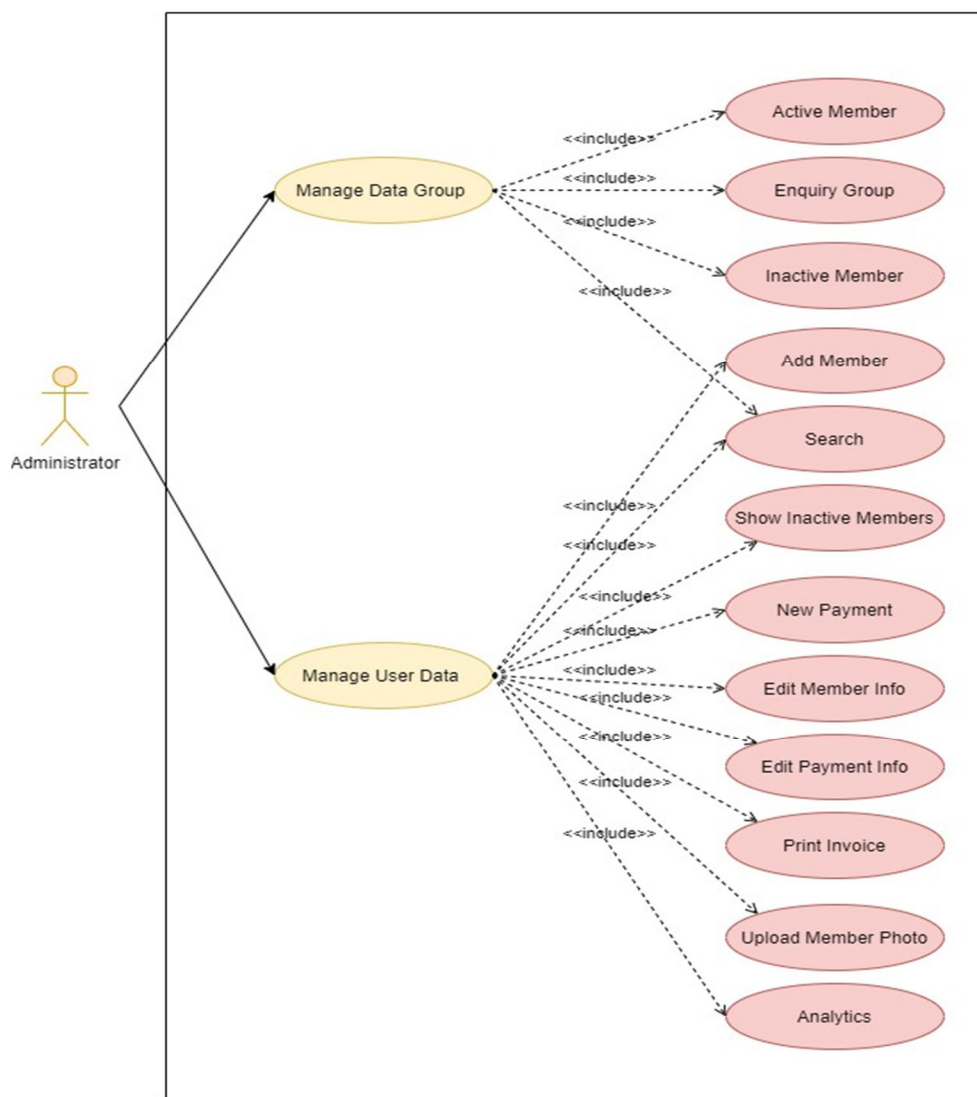 Active Member
<<include>>
Manage Data Group
<<include>>
Enquiry Group
<<include>>
Inactive Member
<<include>>
Add Member
Search
Administrator
<<include>>
Show Inactive Members
<<include>>
<<include>>
New Payment
<<include>>
Manage User Data
<<include>>
Edit Member Info
<<include>>
<<include>>
Edit Payment Info
<<include>>
<<include>>
Print Invoice
Upload Member Photo
Analytics